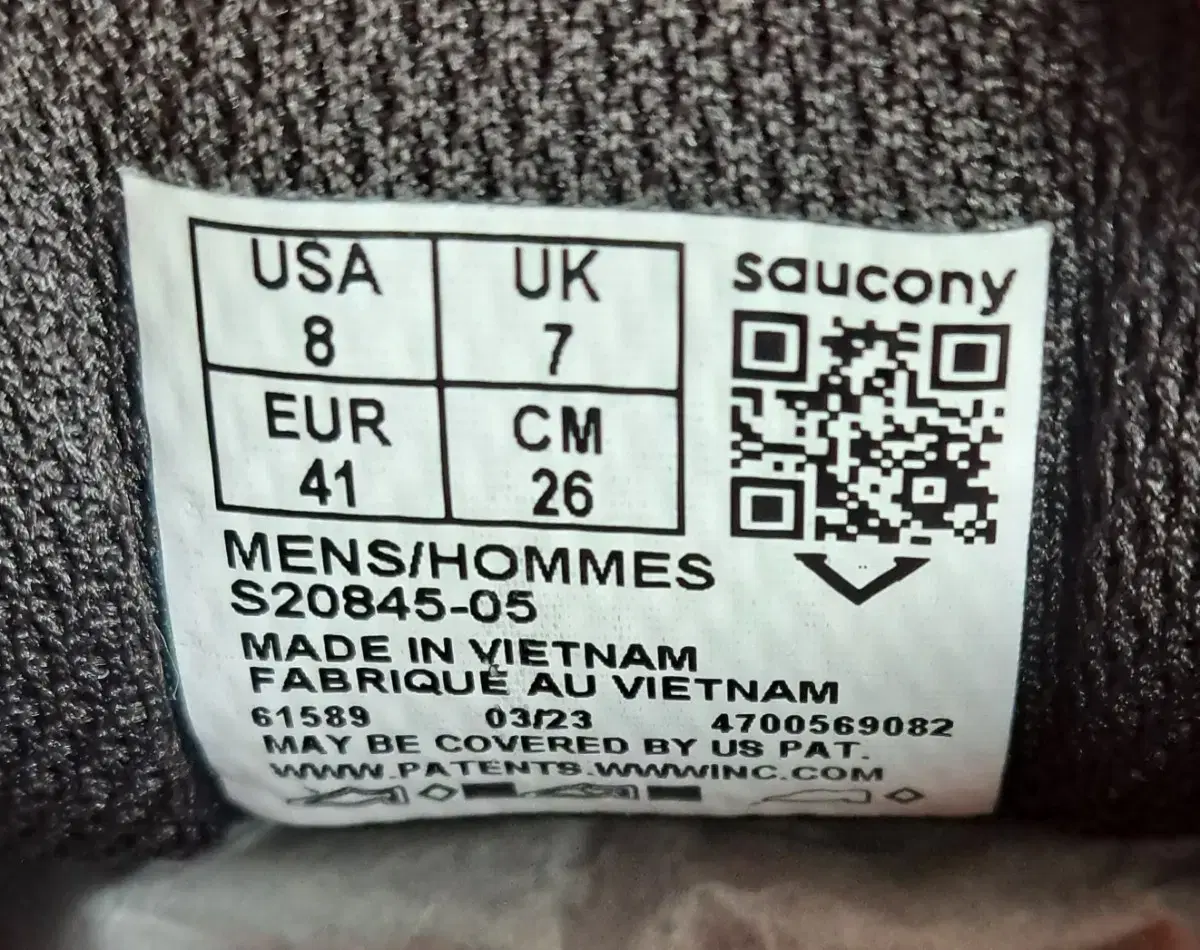 USA
8
UK
7
EUR
41
CM
26
saucony
MENS/HOMMES
S20845-05
MADE IN VIETNAM
FABRIQUE AU VIETNAM
61589 03/23 4700569082
MAY BE COVERED BY US PAT.
WWW.PATENTS.WWWINC.COM